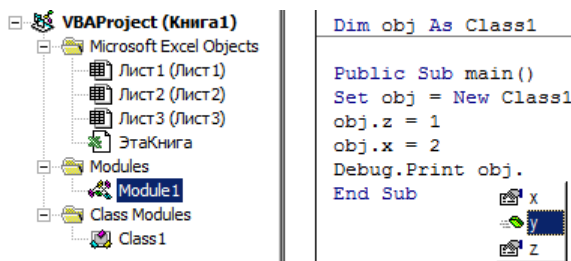 VBAProject (Книга1)
Microsoft Excel Objects
Лист1 (Лист1)
Лист2 (Лист2)
Лист3 (Лист3)
ЭтаКнига
Modules
Module1
Class Modules
Class1
Dim obj As Class1
Public Sub main()
Set obj = New Class1
obj.z = 1
obj.x = 2
Debug.Print obj.
End Sub
x
y
z